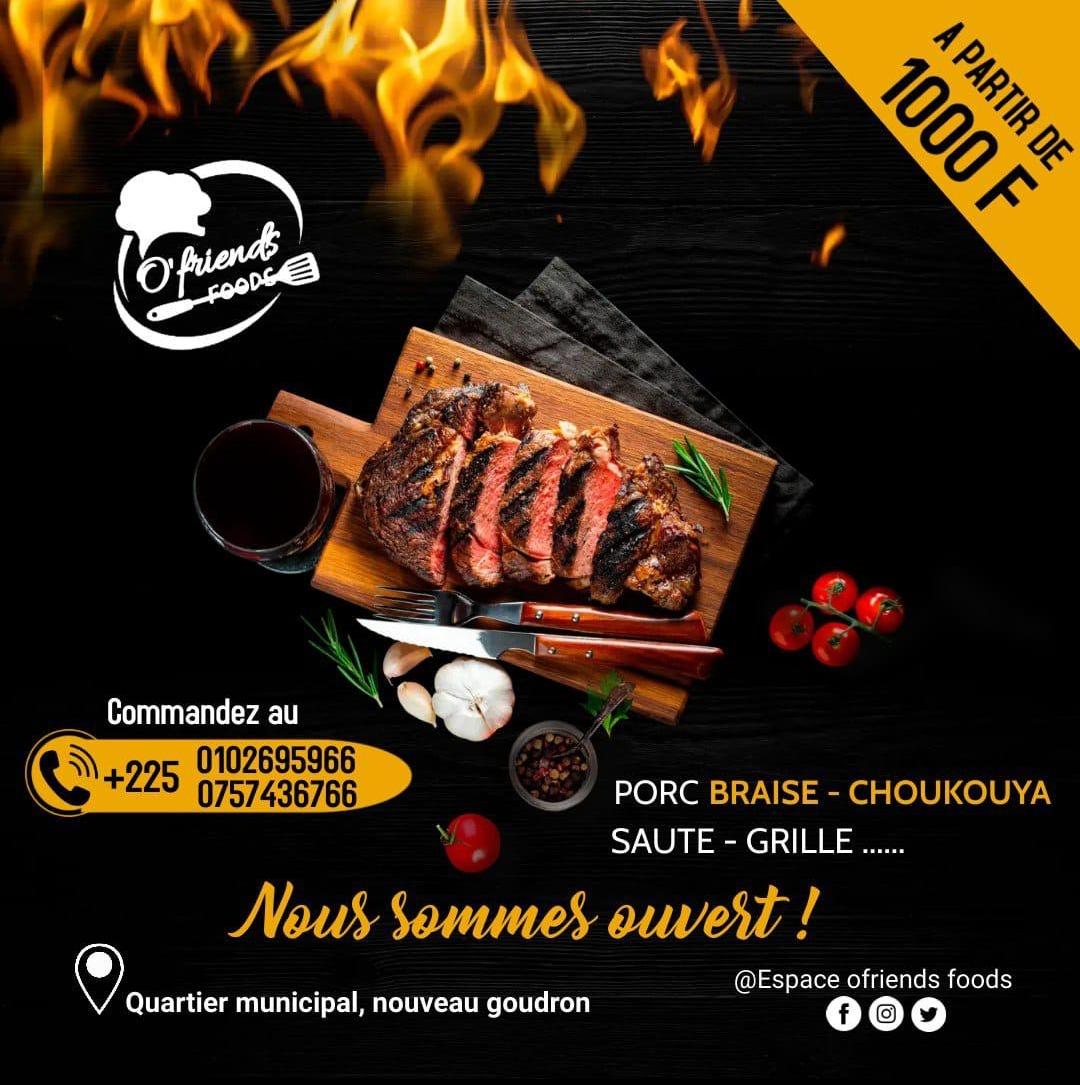 A PARTIR DE
1000 F
O'friends
FOODS
Commandez au
+225 0102695966
0757436766
PORC BRAISE - CHOUKOUYA
SAUTE - GRILLE ......
Nous sommes ouvert !
Quartier municipal, nouveau goudron
@Espace ofriends foods